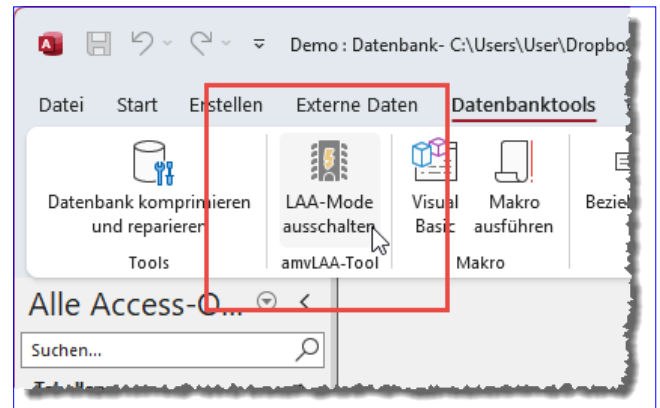 Demo : Datenbank- C:\Users\User\Dropbo
Datei Start Erstellen Externe Daten Datenbanktools
Datenbank komprimieren und reparieren
LAA-Mode ausschalten
Visual Basic
Makro ausführen
Bezieh
Tools
amvLAA-Tool
Makro
Alle Access-O...
Suchen...